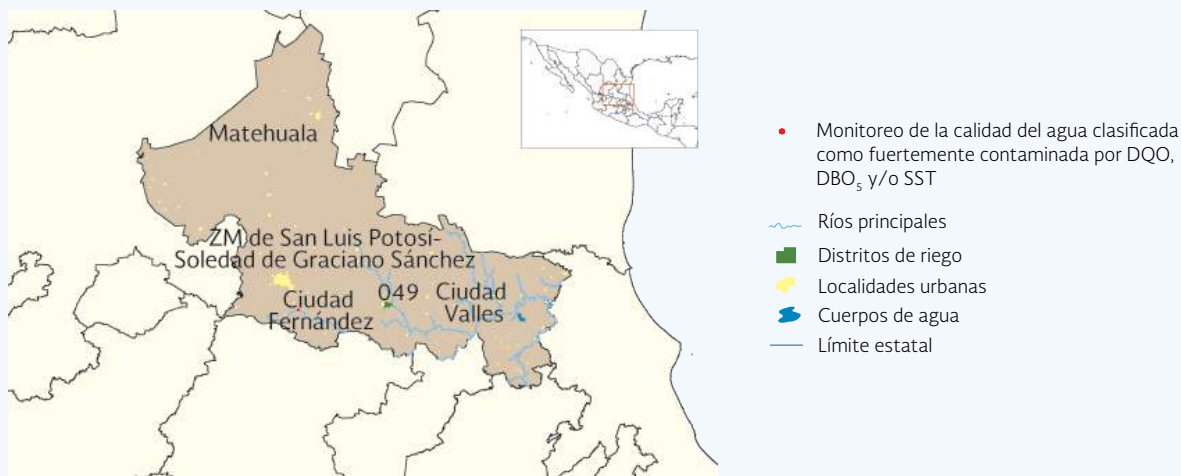 Matehuala
ZM de San Luis Potosí-
Soledad de Graciano Sánchez
Ciudad
Fernández
049
Ciudad
Valles
Monitoreo de la calidad del agua clasificada
como fuertemente contaminada por DQO,
DBO₅ y/o SST
Ríos principales
Distritos de riego
Localidades urbanas
Cuerpos de agua
Límite estatal